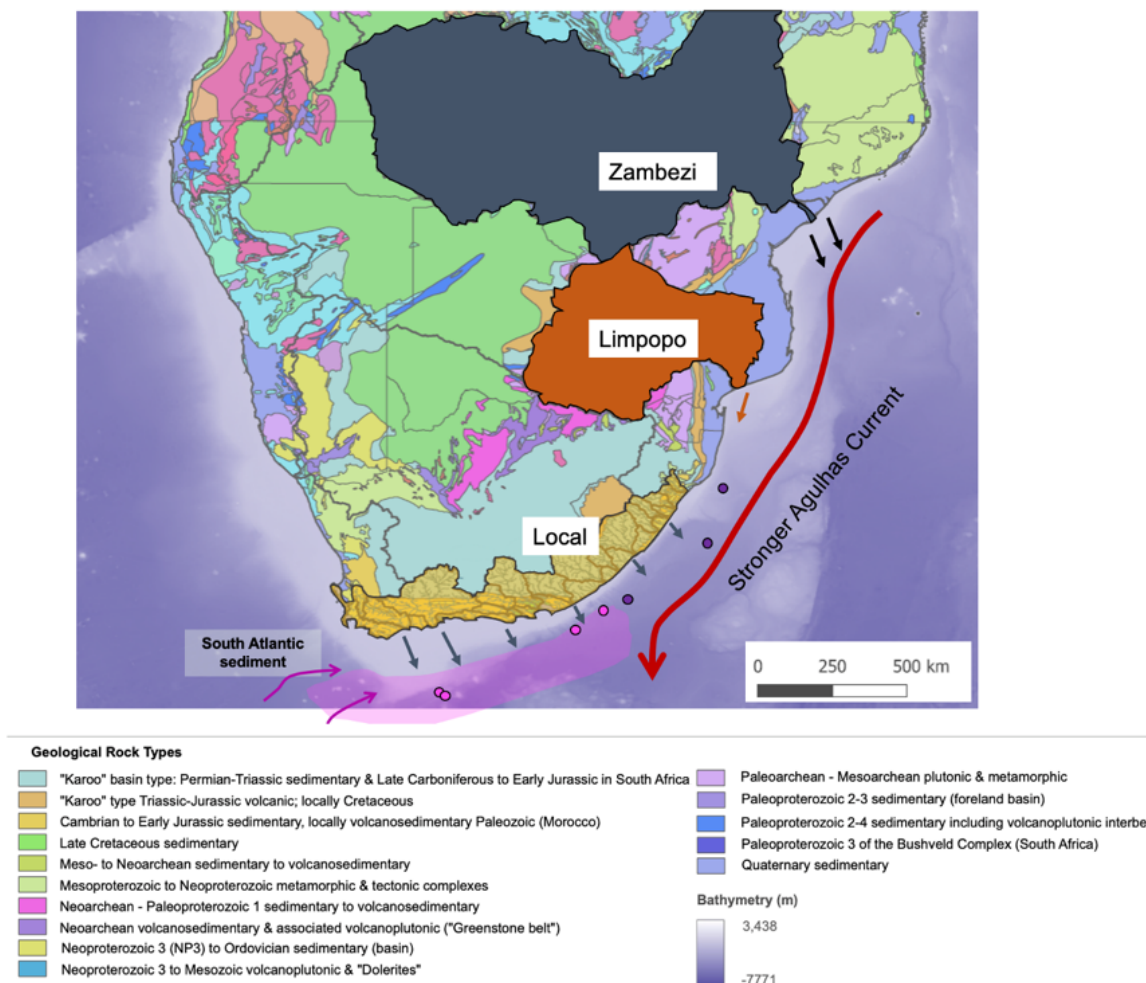 Zambezi
Limpopo
Local
Stronger Agulhas Current
South Atlantic
sediment
0 250 500 km
Geological Rock Types
"Karoo" basin type: Permian-Triassic sedimentary & Late Carboniferous to Early Jurassic in South Africa
"Karoo" type Triassic-Jurassic volcanic; locally Cretaceous
Cambrian to Early Jurassic sedimentary, locally volcanosedimentary Paleozoic (Morocco)
Late Cretaceous sedimentary
Meso- to Neoarchean sedimentary to volcanosedimentary
Mesoproterozoic to Neoproterozoic metamorphic & tectonic complexes
Neoarchean - Paleoproterozoic 1 sedimentary to volcanosedimentary
Neoarchean volcanosedimentary & associated volcanoplutonic ("Greenstone belt")
Neoproterozoic 3 (NP3) to Ordovician sedimentary (basin)
Neoproterozoic 3 to Mesozoic volcanoplutonic & "Dolerites"
Paleoarchean - Mesoarchean plutonic & metamorphic
Paleoproterozoic 2-3 sedimentary (foreland basin)
Paleoproterozoic 2-4 sedimentary including volcanoplutonic interbe
Paleoproterozoic 3 of the Bushveld Complex (South Africa)
Quaternary sedimentary
Bathymetry (m)
3,438
-7771